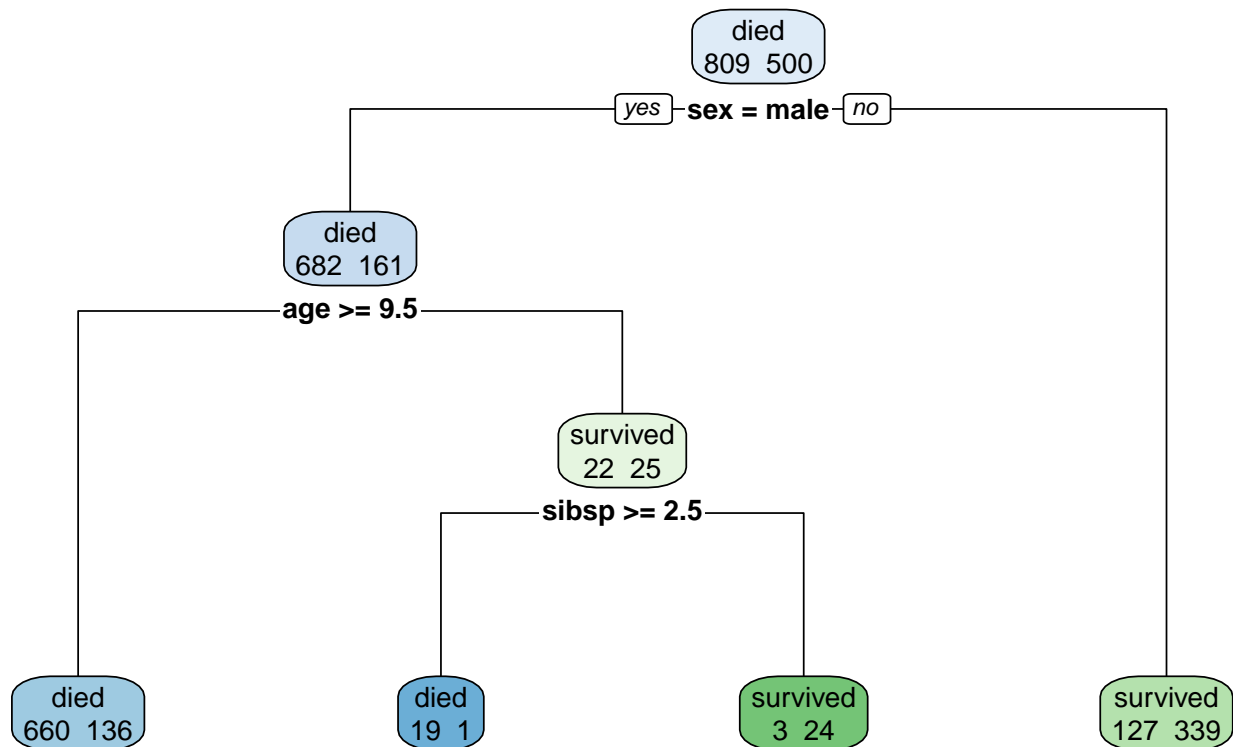 died
809 500
yes sex = male no
died
682 161
age >= 9.5
survived
22 25
sibsp >= 2.5
died
660 136
died
19 1
survived
3 24
survived
127 339